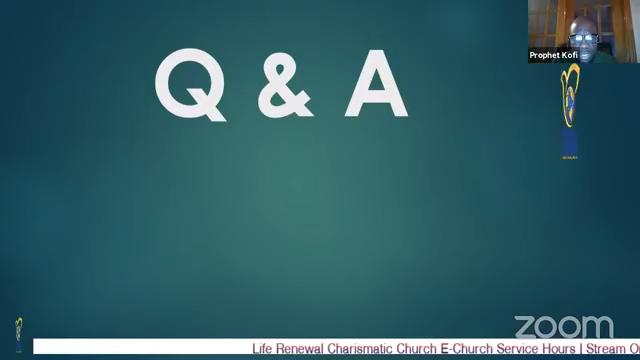 Prophet Kofi
Q & A
zoom
Life Renewal Charismatic Church E-Church Service Hours | Stream